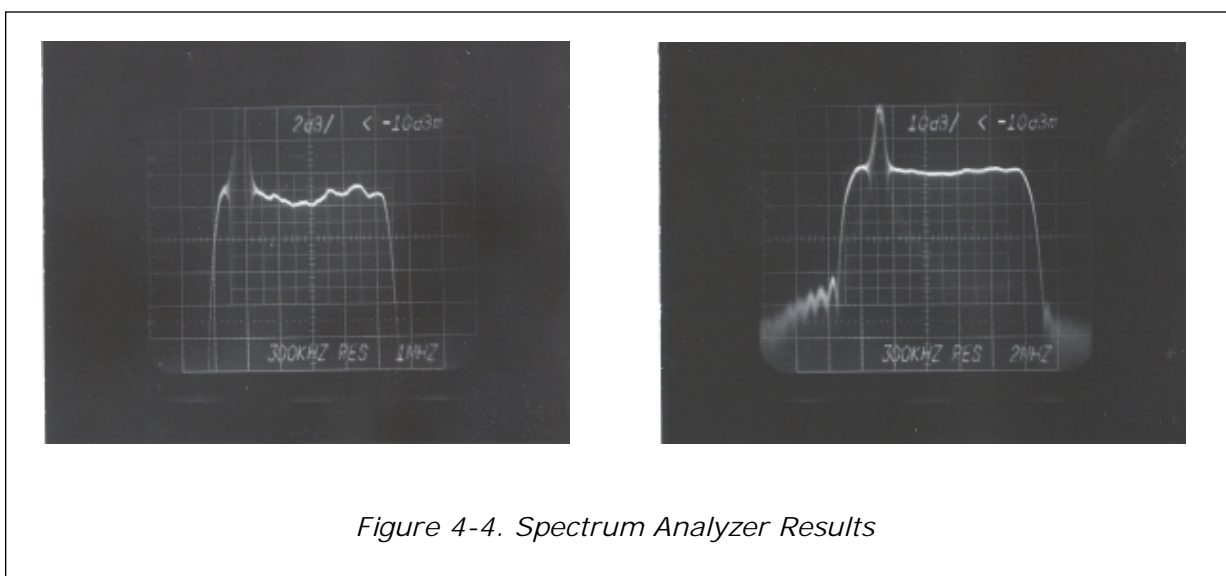 2dB/ < -10dBm
300KHZ RES 1MHZ
10dB/ < -10dBm
300KHZ RES 2MHZ
Figure 4-4. Spectrum Analyzer Results